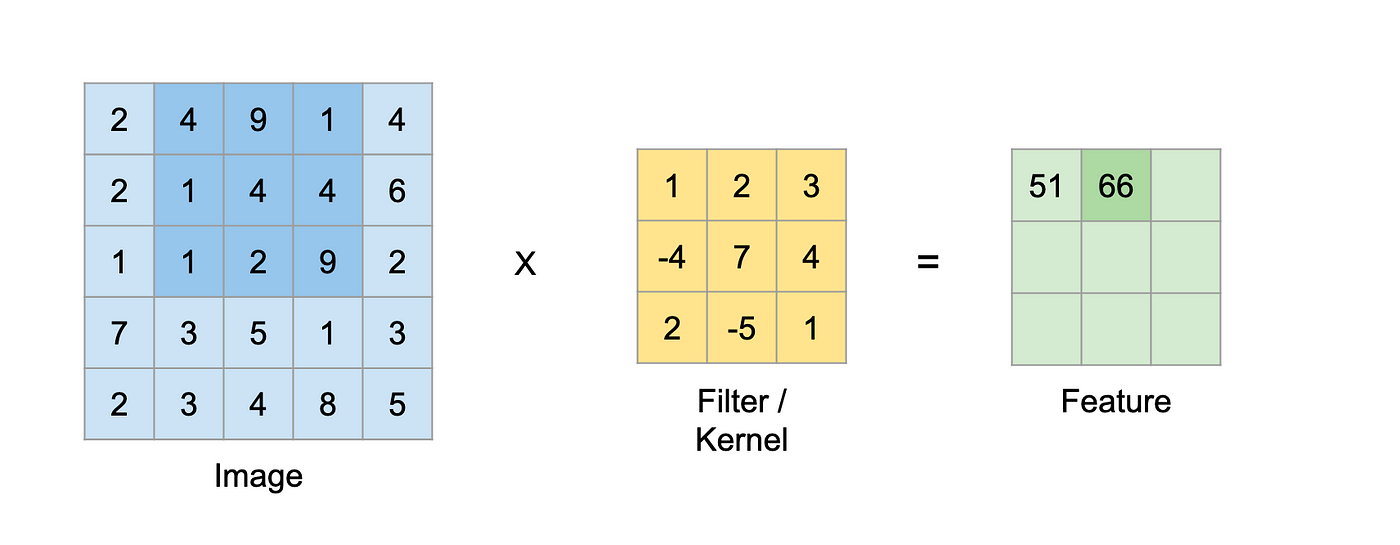 2 4 9 1 4
2 1 4 4 6
1 1 2 9 2
7 3 5 1 3
2 3 4 8 5
Image
X
1 2 3
-4 7 4
2 -5 1
Filter /
Kernel
=
51 66
Feature